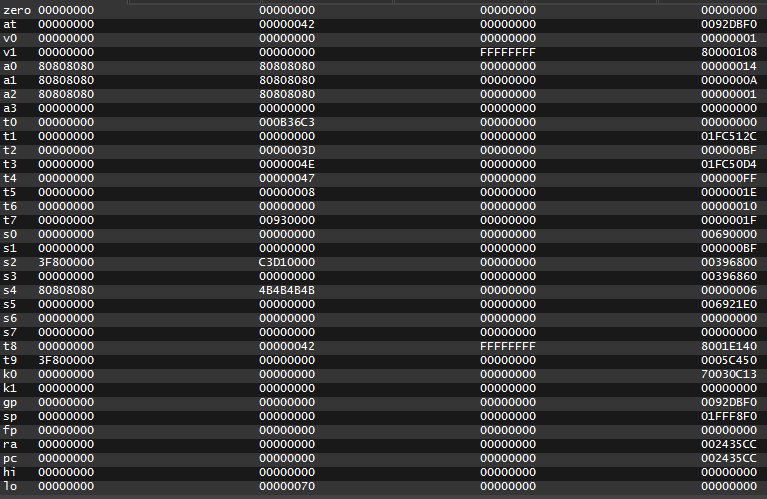 zero 00000000 00000000 00000000 00000000
at 00000000 00000042 00000000 0092DBF0
v0 00000000 00000000 00000000 00000001
v1 00000000 00000000 FFFFFFFF 80000108
a0 80808080 80808080 00000000 00000014
a1 80808080 80808080 00000000 0000000A
a2 80808080 80808080 00000000 00000001
a3 00000000 00000000 00000000 00000000
t0 00000000 000B36C3 00000000 00000000
t1 00000000 00000000 00000000 01FC512C
t2 00000000 0000003D 00000000 000000BF
t3 00000000 0000004E 00000000 01FC50D4
t4 00000000 00000047 00000000 000000FF
t5 00000000 00000008 00000000 0000001E
t6 00000000 00000000 00000000 00000010
t7 00000000 00930000 00000000 0000001F
s0 00000000 00000000 00000000 00690000
s1 00000000 00000000 00000000 000000BF
s2 3F800000 C3D10000 00000000 00396800
s3 00000000 00000000 00000000 00396860
s4 80808080 4B4B4B4B 00000000 00000006
s5 00000000 00000000 00000000 006921E0
s6 00000000 00000000 00000000 00000000
s7 00000000 00000000 00000000 00000000
t8 00000000 00000042 FFFFFFFF 8001E140
t9 3F800000 00000000 00000000 0005C450
k0 00000000 00000000 00000000 70030C13
k1 00000000 00000000 00000000 00000000
gp 00000000 00000000 00000000 0092DBF0
sp 00000000 00000000 00000000 01FFF8F0
fp 00000000 00000000 00000000 00000000
ra 00000000 00000000 00000000 002435CC
pc 00000000 00000000 00000000 002435CC
hi 00000000 00000000 00000000 00000000
lo 00000000 00000070 00000000 00000000